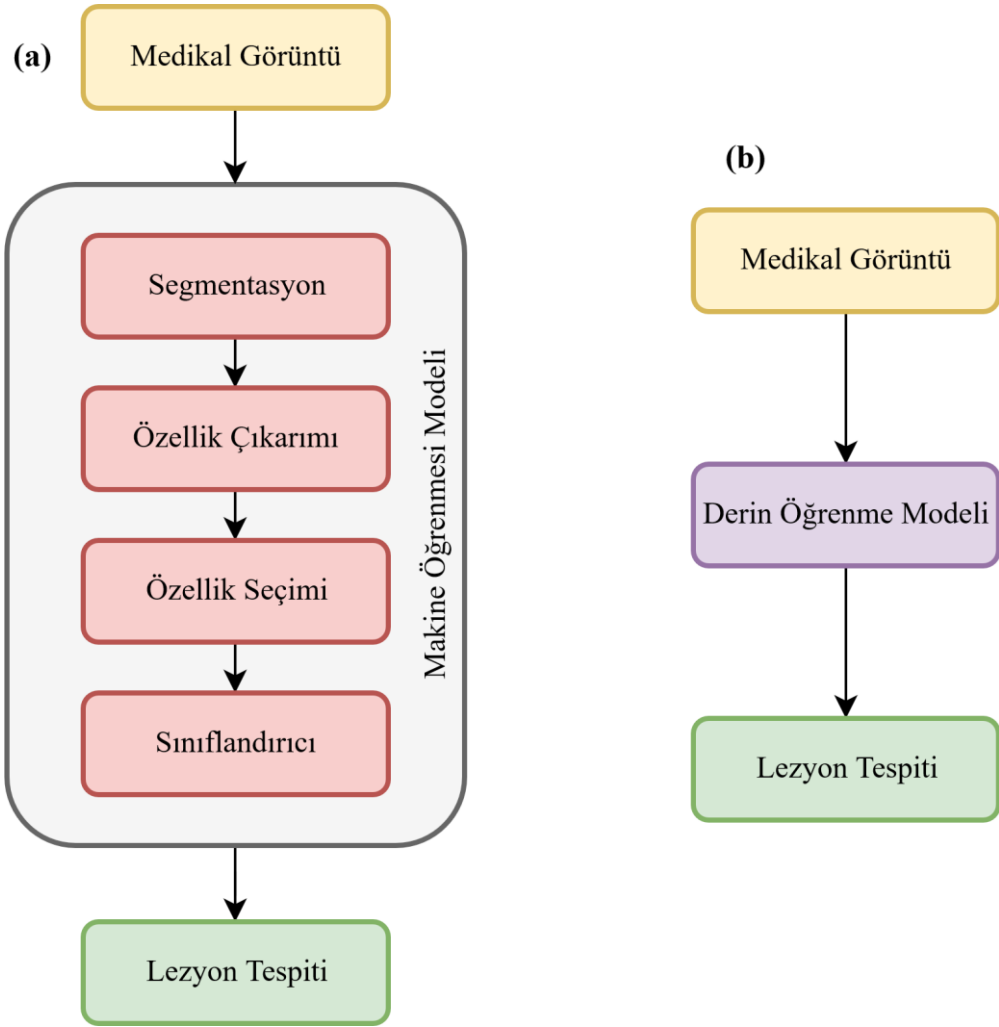 (a)
Medikal Görüntü
Segmentasyon
Özellik Çıkarımı
Özellik Seçimi
Sınıflandırıcı
Makine Öğrenmesi Modeli
Lezyon Tespiti
(b)
Medikal Görüntü
Derin Öğrenme Modeli
Lezyon Tespiti